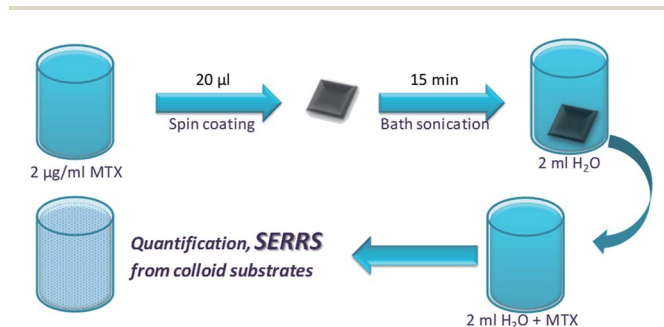 20 µl
15 min
Spin coating
Bath sonication
2 µg/ml MTX
2 ml H₂O
Quantification, SERRS
from colloid substrates
2 ml H₂O + MTX